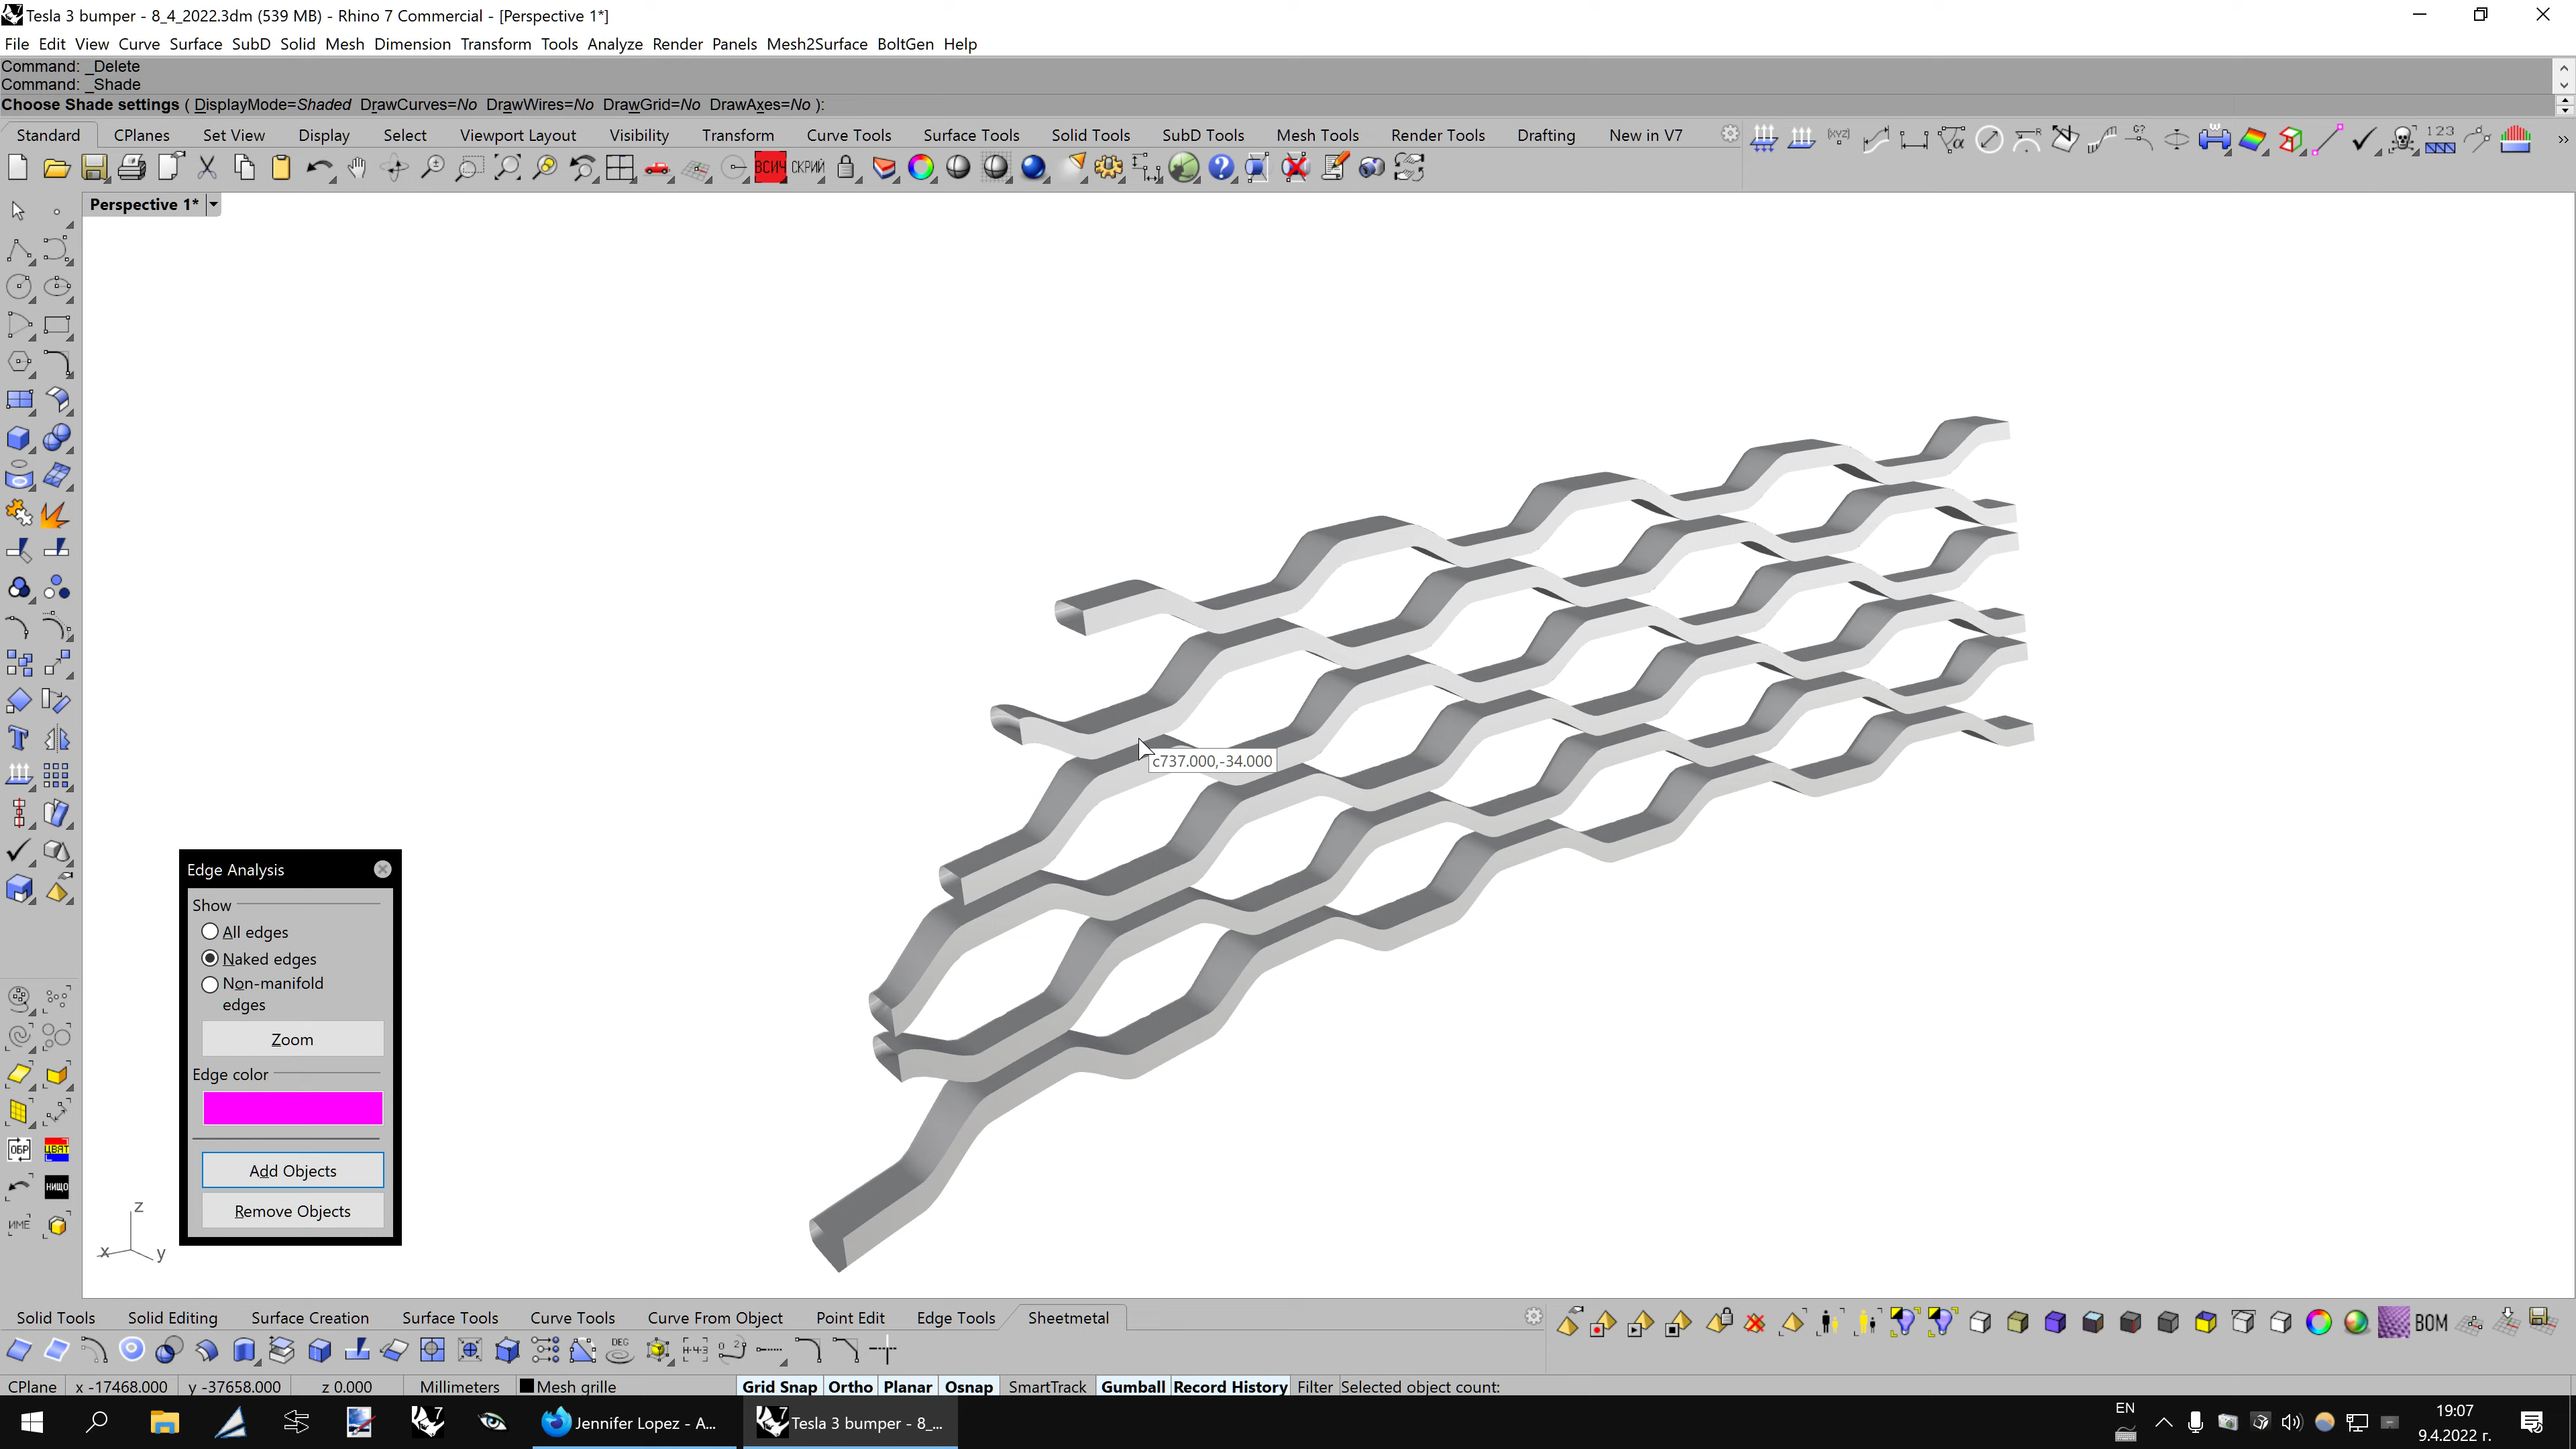 Tesla 3 bumper - 8_4_2022.3dm (539 MB) - Rhino 7 Commercial - [Perspective 1*]
File Edit View Curve Surface SubD Solid Mesh Dimension Transform Tools Analyze Render Panels Mesh2Surface BoltGen Help
Command: _Delete
Command: _Shade
Choose Shade settings ( DisplayMode=Shaded DrawCurves=No DrawWires=No DrawGrid=No DrawAxes=No ):
Standard CPlanes Set View Display Select Viewport Layout Visibility Transform Curve Tools Surface Tools Solid Tools SubD Tools Mesh Tools Render Tools Drafting New in V7
ВСИЧ СКРИЙ
Perspective 1*
c737.000,-34.000
Edge Analysis
Show
All edges
Naked edges
Non-manifold
edges
Zoom
Edge color
Add Objects
Remove Objects
ОБР ЦВЯТ
НИЩО
ИМЕ
z
x y
Solid Tools Solid Editing Surface Creation Surface Tools Curve Tools Curve From Object Point Edit Edge Tools Sheetmetal
BOM
DEG
CPlane x -17468.000 y -37658.000 z 0.000 Millimeters Mesh grille Grid Snap Ortho Planar Osnap SmartTrack Gumball Record History Filter Selected object count:
Jennifer Lopez - A... Tesla 3 bumper - 8_...
EN
19:07
9.4.2022 г.